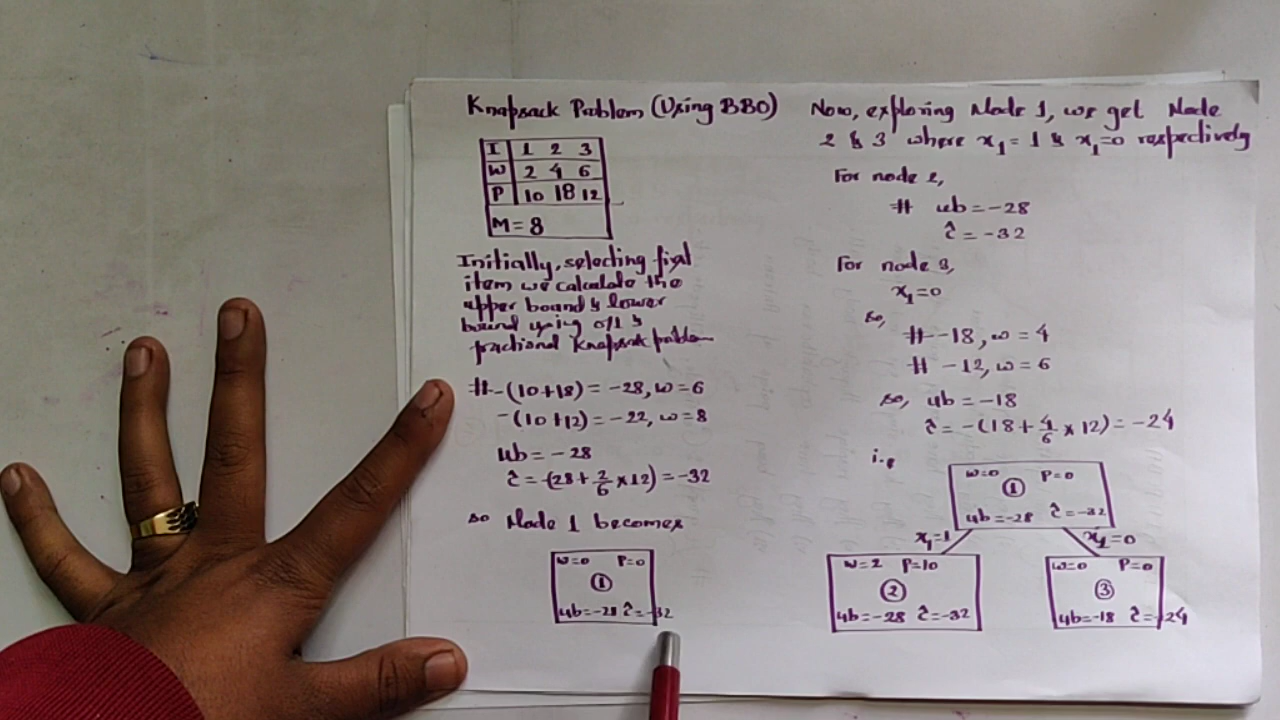 Knapsack Problem (Using BBO)
I 1 2 3
W 2 4 6
P 10 18 12
M = 8
Initially, selecting first
item we calculate the
upper bound & lower
bound using 0/1 &
fractional knapsack problem
# -(10+18) = -28, w=6
-(10+12) = -22, w=8
ub = -28
ĉ = -(28 + 2/6 × 12) = -32
so Node 1 becomes
w=0 P=0
①
ub=-28 ĉ=-32
Now, exploring Node 1, we get Node
2 & 3 where x₁ = 1 & x₁=0 respectively
For node 2,
# ub = -28
ĉ = -32
For node 3,
x₁=0
so,
# -18, w = 4
# -12, w = 6
so, ub = -18
ĉ = -(18 + 4/6 × 12) = -24
i.e
w=0 P=0
①
ub=-28 ĉ=-32
x₁=1 x₁=0
w=2 P=10 w=0 P=0
② ③
ub=-28 ĉ=-32 ub=-18 ĉ=-24